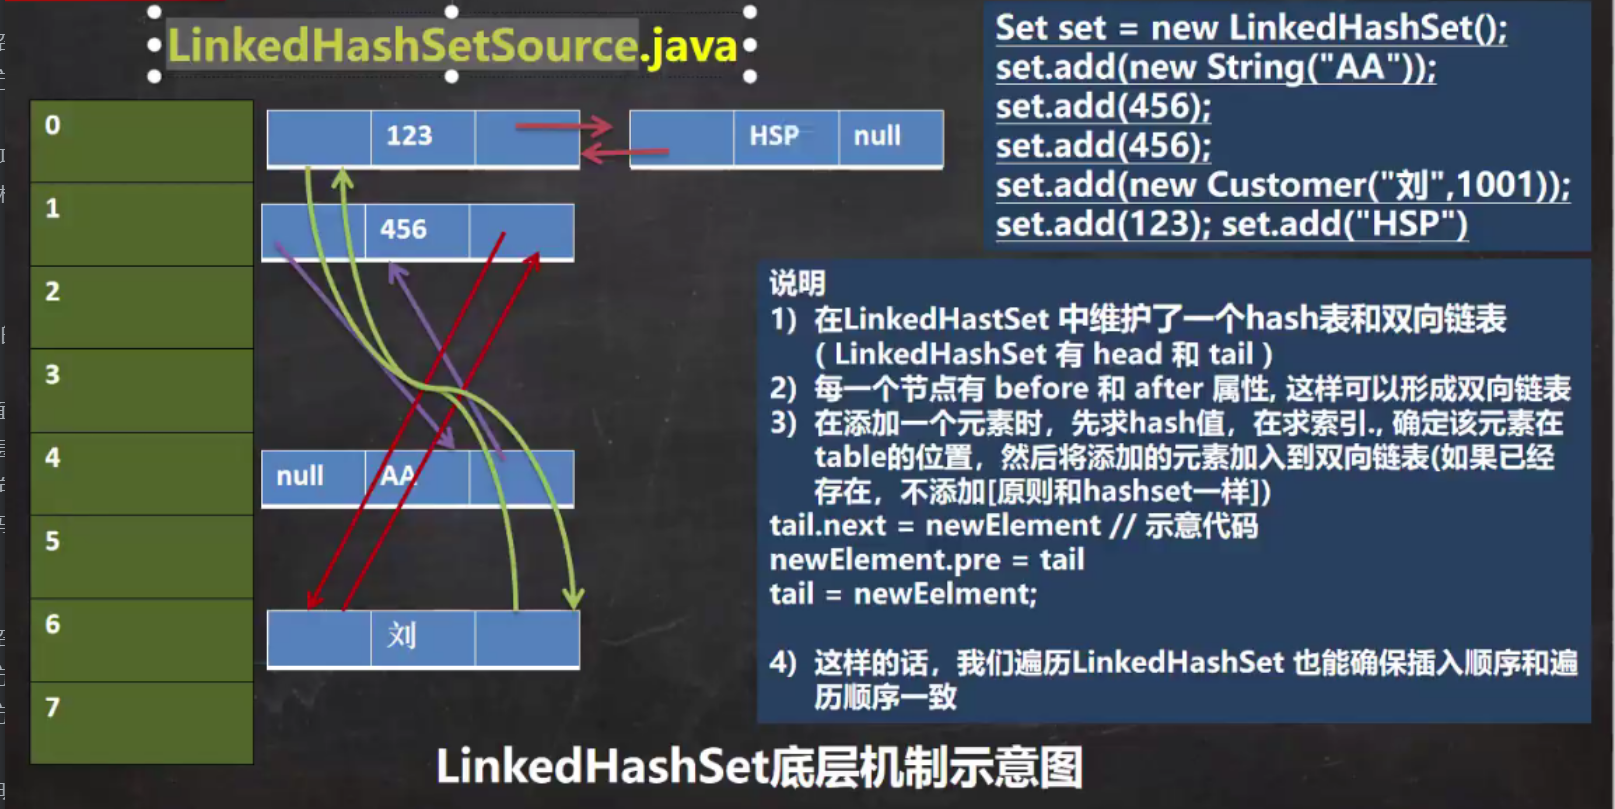 LinkedHashSetSource.java
Set set = new LinkedHashSet();
set.add(new String("AA"));
set.add(456);
set.add(456);
set.add(new Customer("刘",1001));
set.add(123); set.add("HSP")
0
123
HSP
null
1
456
2
3
4
null
AA
5
6
刘
7
说明
1) 在LinkedHastSet 中维护了一个hash表和双向链表
( LinkedHashSet 有 head 和 tail )
2) 每一个节点有 before 和 after 属性, 这样可以形成双向链表
3) 在添加一个元素时，先求hash值，在求索引., 确定该元素在
table的位置，然后将添加的元素加入到双向链表(如果已经
存在，不添加[原则和hashset一样])
tail.next = newElement // 示意代码
newElement.pre = tail
tail = newEelment;
4) 这样的话，我们遍历LinkedHashSet 也能确保插入顺序和遍
历顺序一致
LinkedHashSet底层机制示意图